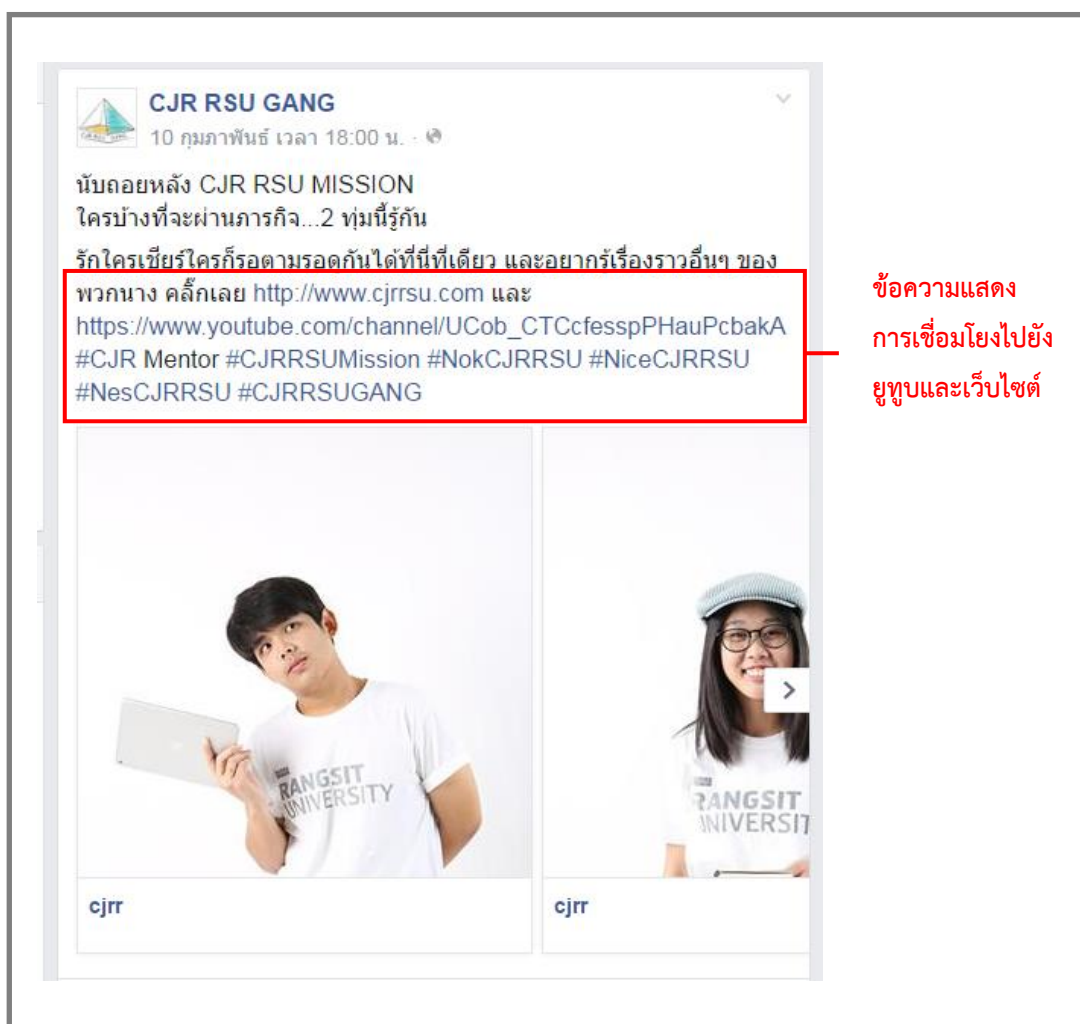 CJR RSU GANG
10 กุมภาพันธ์ เวลา 18:00 น. ·
นับถอยหลัง CJR RSU MISSION
ใครบ้างที่จะผ่านภารกิจ...2 ทุ่มนี้รู้กัน
รักใครเชียร์ใครก็รอตามรอดกันได้ที่นี่ที่เดียว และอยากรู้เรื่องราวอื่นๆ ของ
พวกนาง คลิ๊กเลย http://www.cjrrsu.com และ
https://www.youtube.com/channel/UCob_CTCcfesspPHauPcbakA
#CJR Mentor #CJRRSUMission #NokCJRRSU #NiceCJRRSU
#NesCJRRSU #CJRRSUGANG
ข้อความแสดง
การเชื่อมโยงไปยัง
ยูทูบและเว็บไซต์
RANGSIT
UNIVERSITY
RANGSIT
UNIVERSIT
cjrr
cjrr